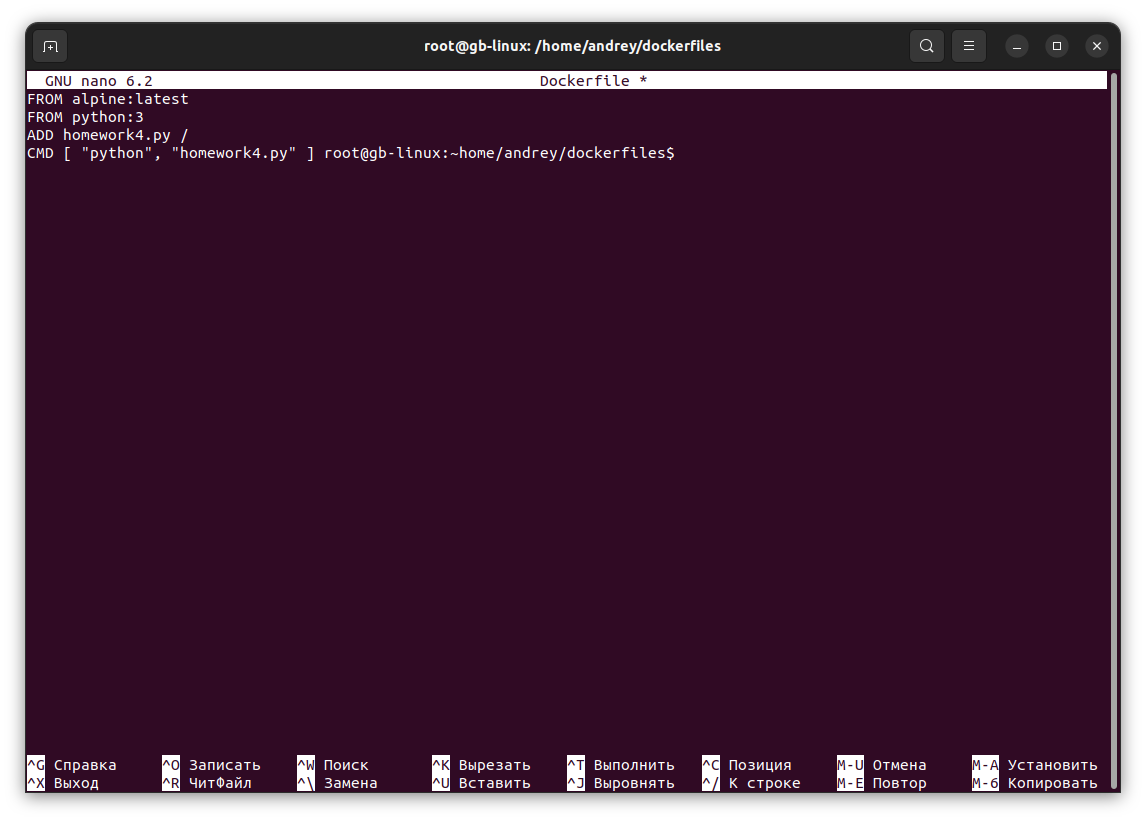 root@gb-linux: /home/andrey/dockerfiles
GNU nano 6.2 Dockerfile *
FROM alpine:latest
FROM python:3
ADD homework4.py /
CMD [ "python", "homework4.py" ] root@gb-linux:~home/andrey/dockerfiles$
^G Справка ^O Записать ^W Поиск ^K Вырезать ^T Выполнить ^C Позиция M-U Отмена M-A Установить
^X Выход ^R ЧитФайл ^\ Замена ^U Вставить ^J Выровнять ^/ К строке M-E Повтор M-6 Копировать